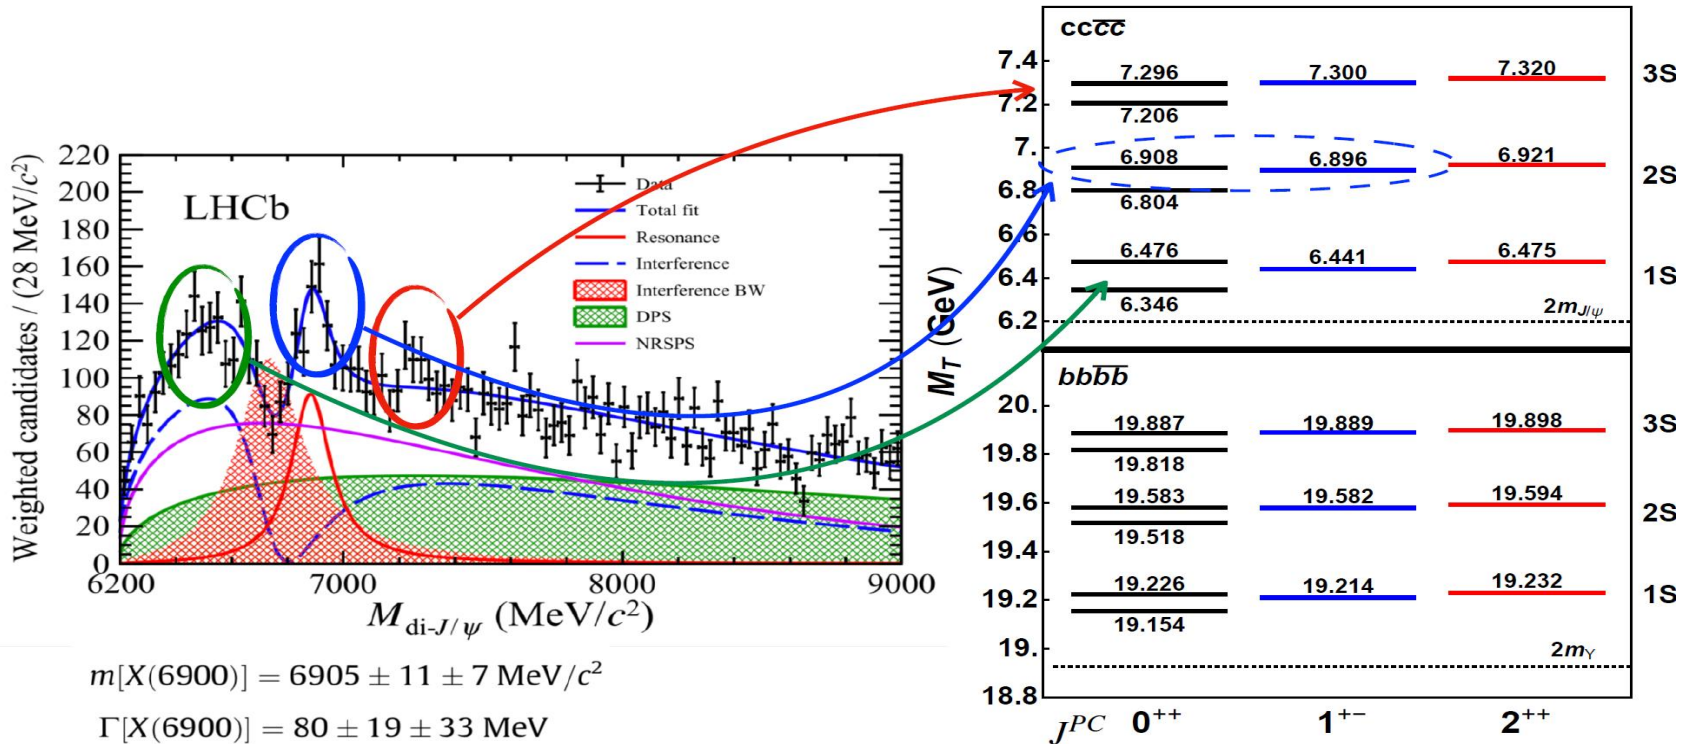 Weighted candidates / (28 MeV/c²)
220
200
180
160
140
120
100
80
60
40
20
0
LHCb
Data
Total fit
Resonance
Interference
Interference BW
DPS
NRSPS
6200 7000 8000 9000
M_di-J/ψ (MeV/c²)
m[X(6900)] = 6905 ± 11 ± 7 MeV/c²
Γ[X(6900)] = 80 ± 19 ± 33 MeV
M_T (GeV)
cc\overline{cc}
7.4
7.2
7.
6.8
6.6
6.4
6.2
7.296 7.300 7.320 3S
7.206
6.908 6.896 6.921 2S
6.804
6.476 6.441 6.475 1S
6.346
2m_J/ψ
bb\overline{bb}
20.
19.8
19.6
19.4
19.2
19.
18.8
19.887 19.889 19.898 3S
19.818
19.583 19.582 19.594 2S
19.518
19.226 19.214 19.232 1S
19.154
2m_Υ
J^PC 0⁺⁺ 1⁺⁻ 2⁺⁺